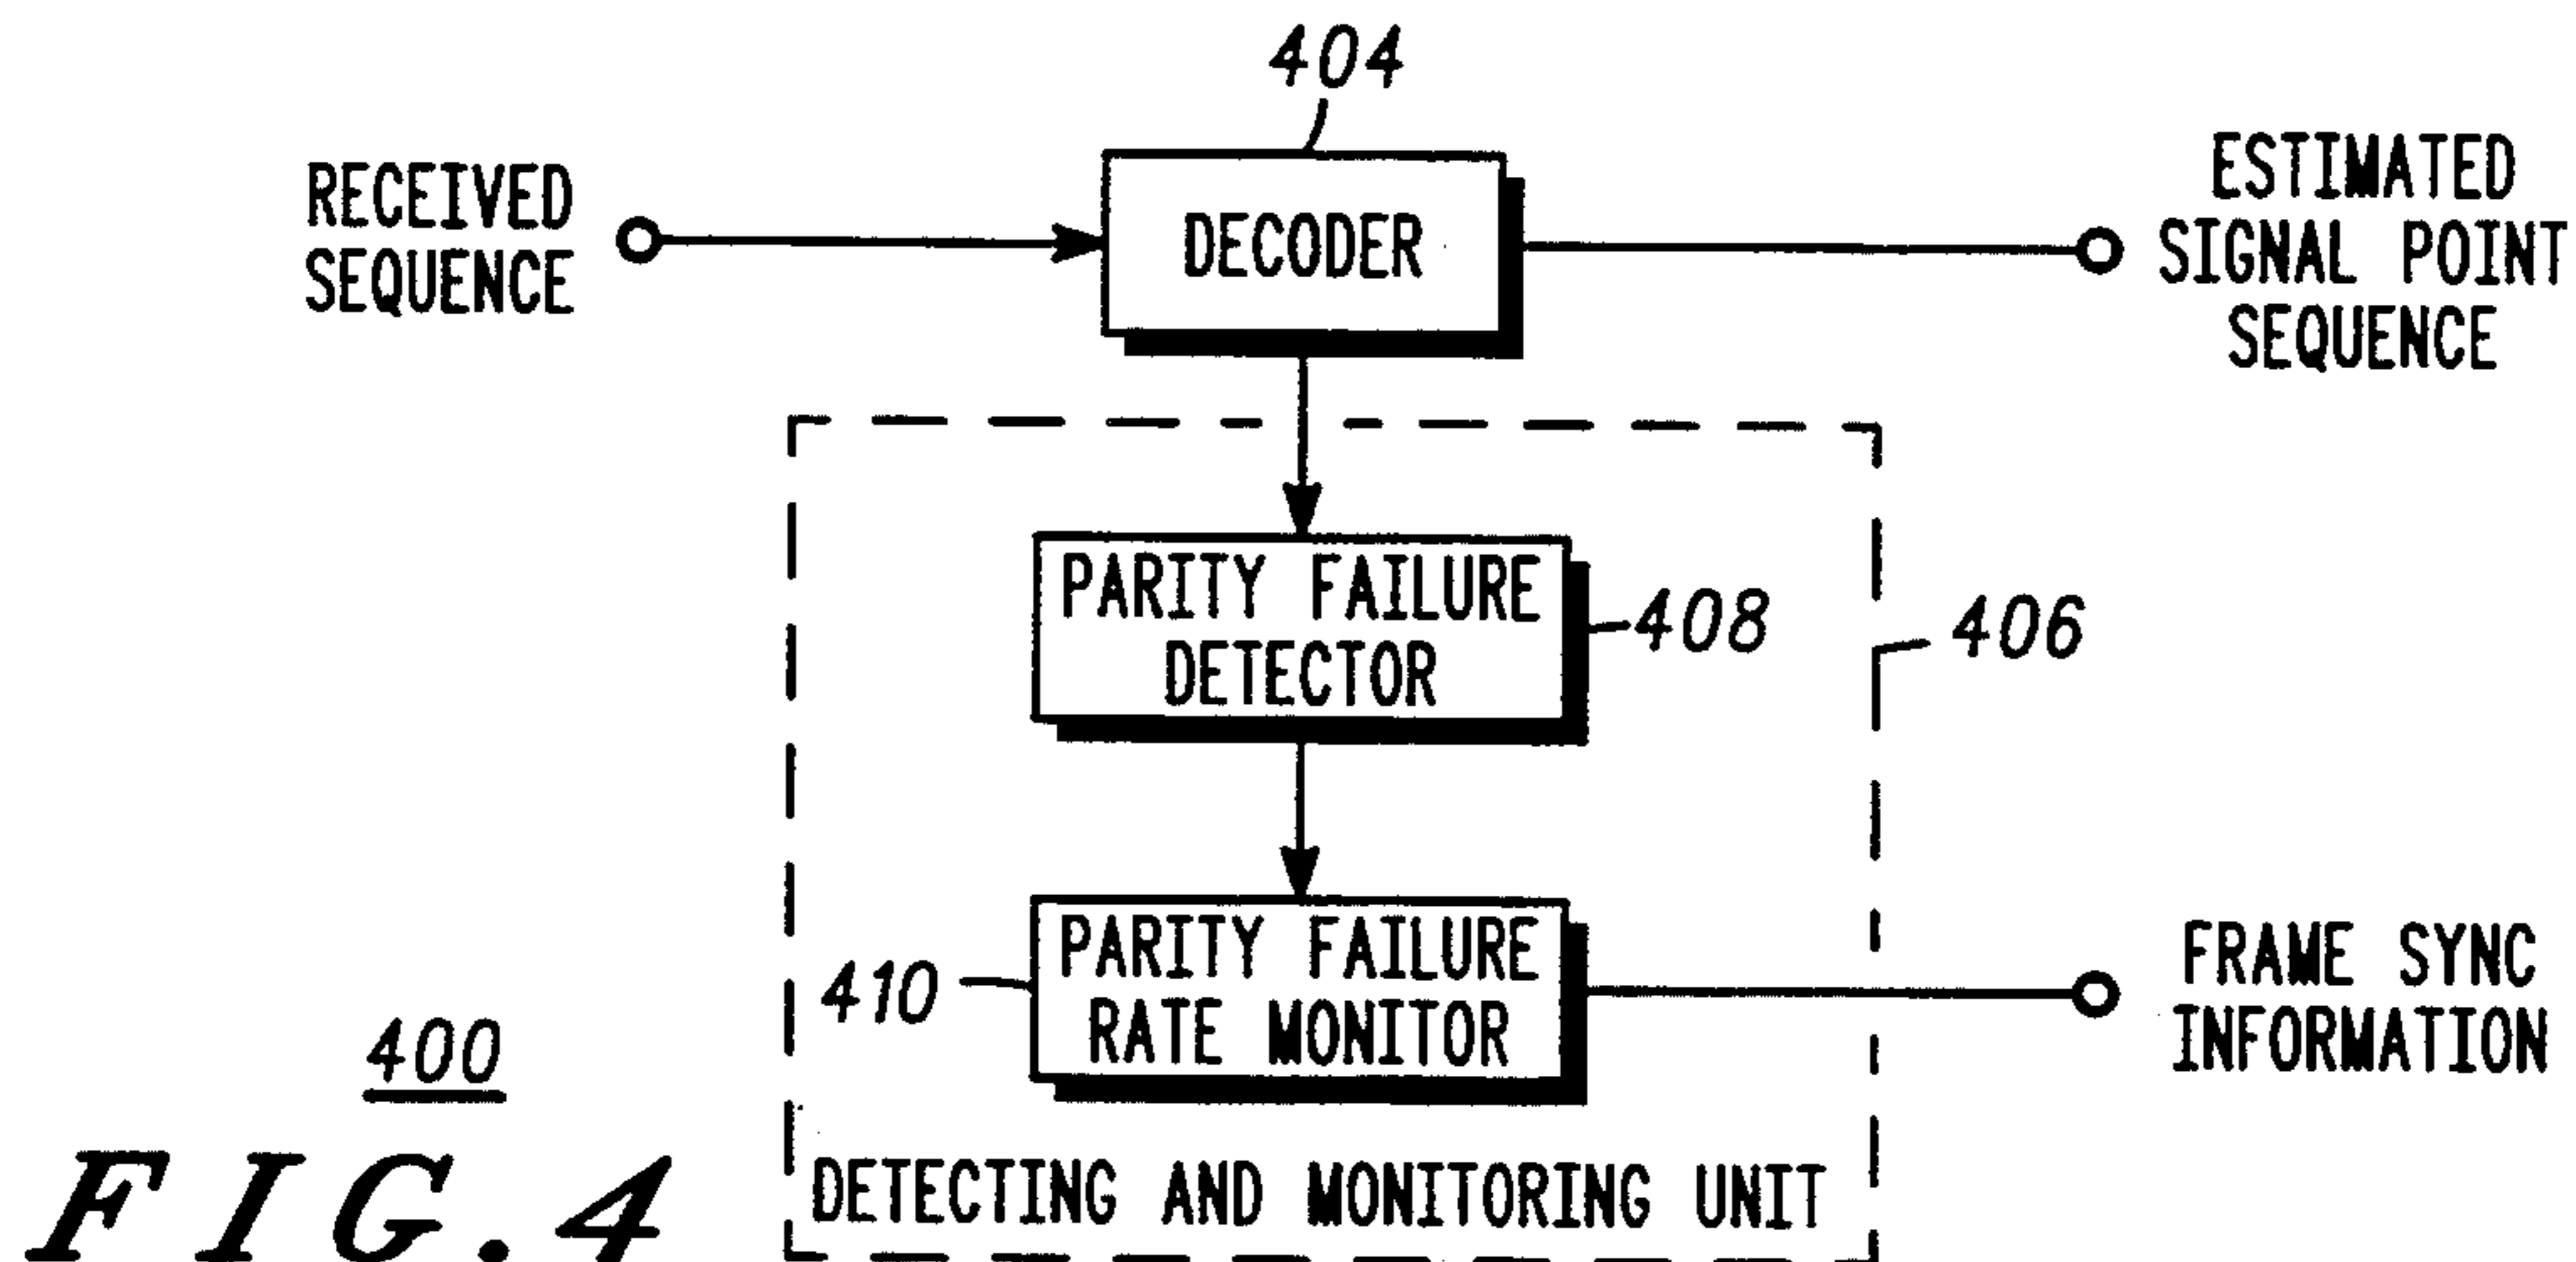 404
RECEIVED
SEQUENCE
DECODER
ESTIMATED
SIGNAL POINT
SEQUENCE
PARITY FAILURE
DETECTOR
408
406
PARITY FAILURE
RATE MONITOR
410
FRAME SYNC
INFORMATION
400
DETECTING AND MONITORING UNIT
FIG.4